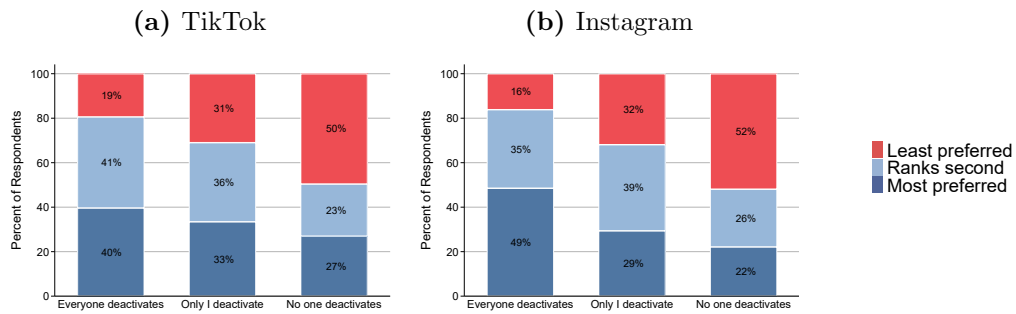 (a) TikTok
Percent of Respondents
100
80
60
40
20
0
19%
41%
40%
31%
36%
33%
50%
23%
27%
Everyone deactivates
Only I deactivate
No one deactivates
(b) Instagram
Percent of Respondents
100
80
60
40
20
0
16%
35%
49%
32%
39%
29%
52%
26%
22%
Everyone deactivates
Only I deactivate
No one deactivates
Least preferred
Ranks second
Most preferred